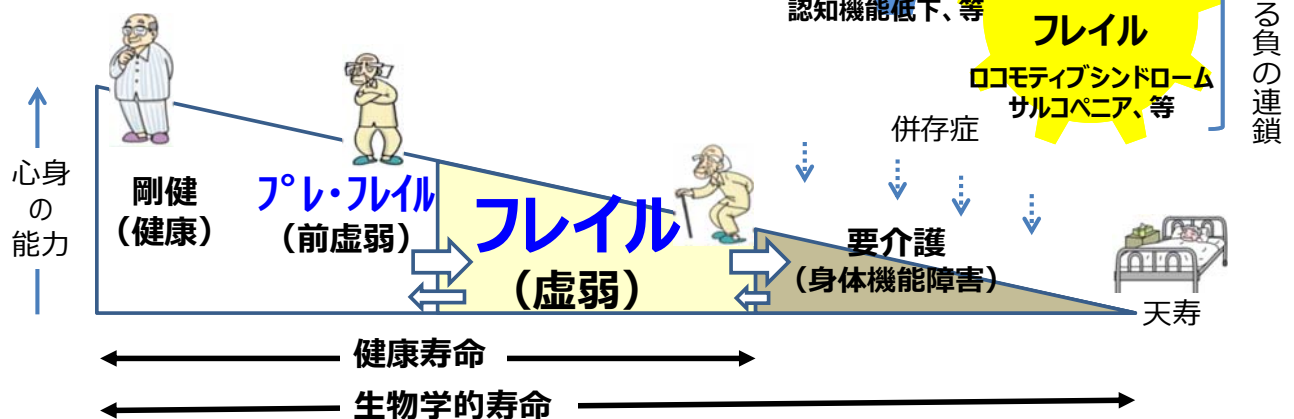 認知機能低下、等
フレイル
ロコモティブシンドローム
サルコペニア、等
る負の連鎖
併存症
心身
の
能力
剛健
（健康）
プレ・フレイル
（前虚弱）
フレイル
（虚弱）
要介護
（身体機能障害）
天寿
健康寿命
生物学的寿命